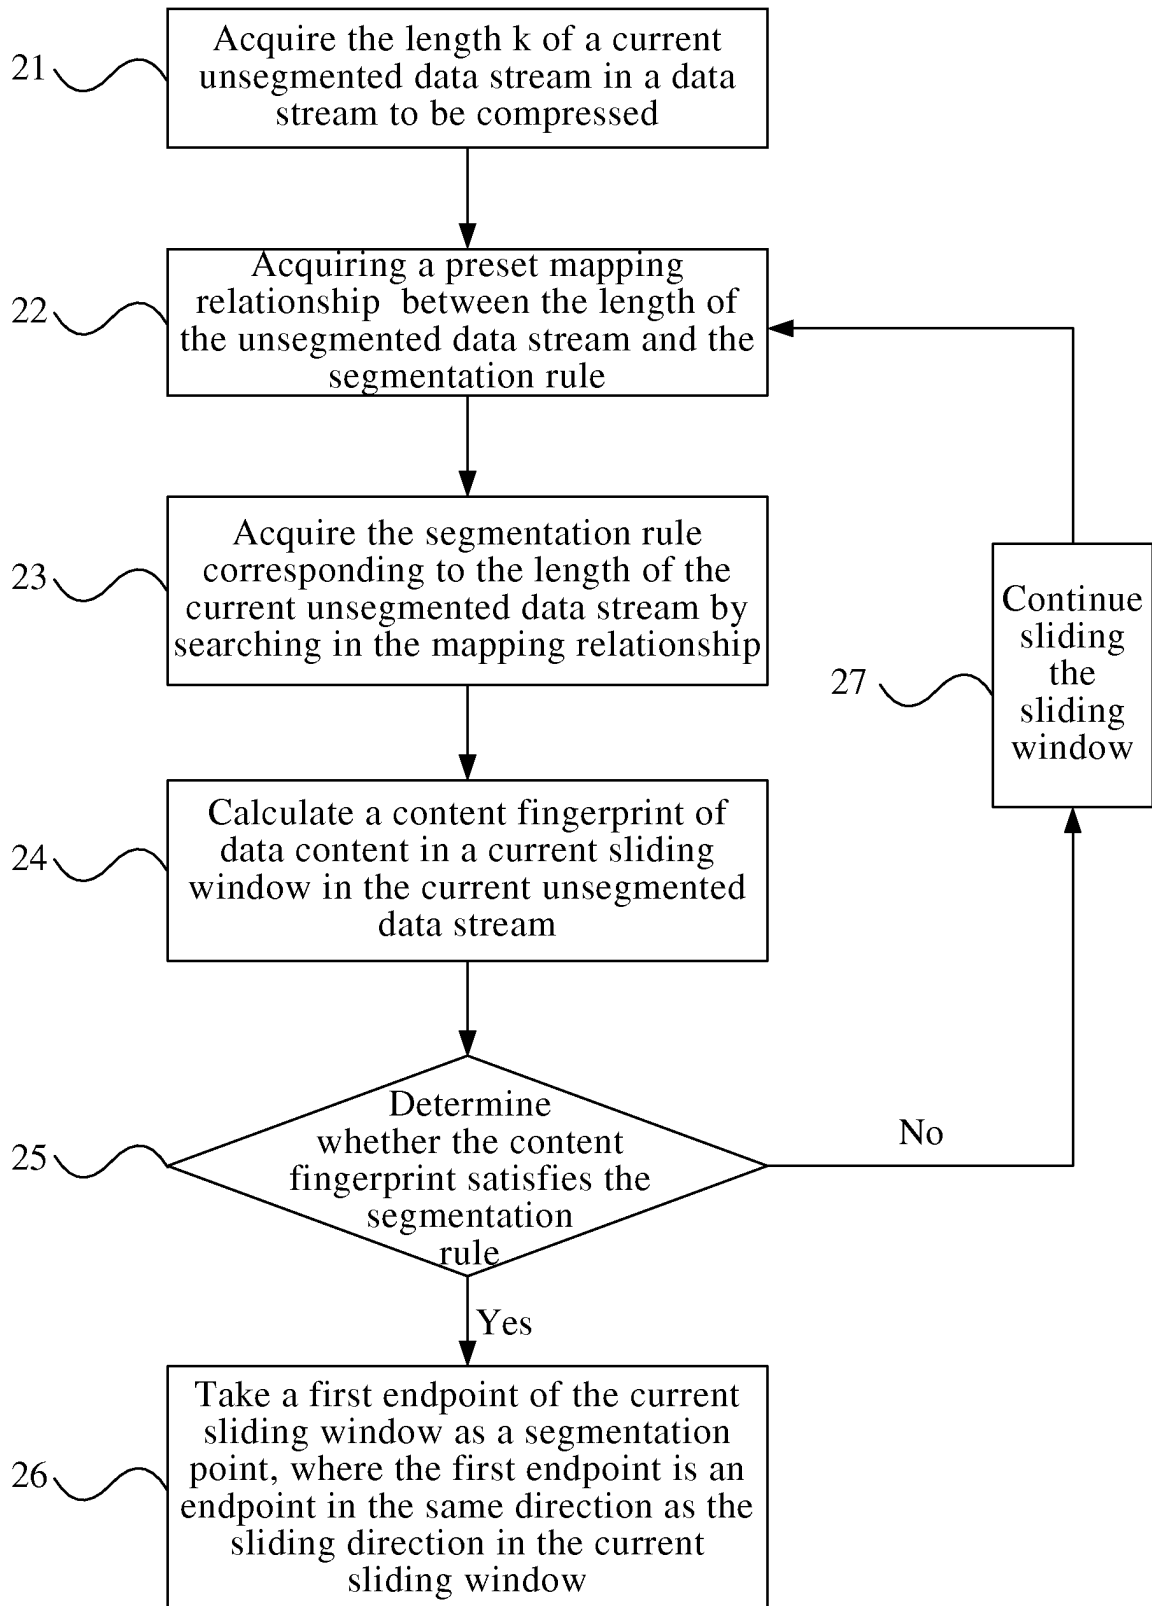 21
Acquire the length k of a current
unsegmented data stream in a data
stream to be compressed
22
Acquiring a preset mapping
relationship between the length of
the unsegmented data stream and the
segmentation rule
23
Acquire the segmentation rule
corresponding to the length of the
current unsegmented data stream by
searching in the mapping relationship
27
Continue
sliding
the
sliding
window
24
Calculate a content fingerprint of
data content in a current sliding
window in the current unsegmented
data stream
25
Determine
whether the content
fingerprint satisfies the
segmentation
rule
No
Yes
26
Take a first endpoint of the current
sliding window as a segmentation
point, where the first endpoint is an
endpoint in the same direction as the
sliding direction in the current
sliding window